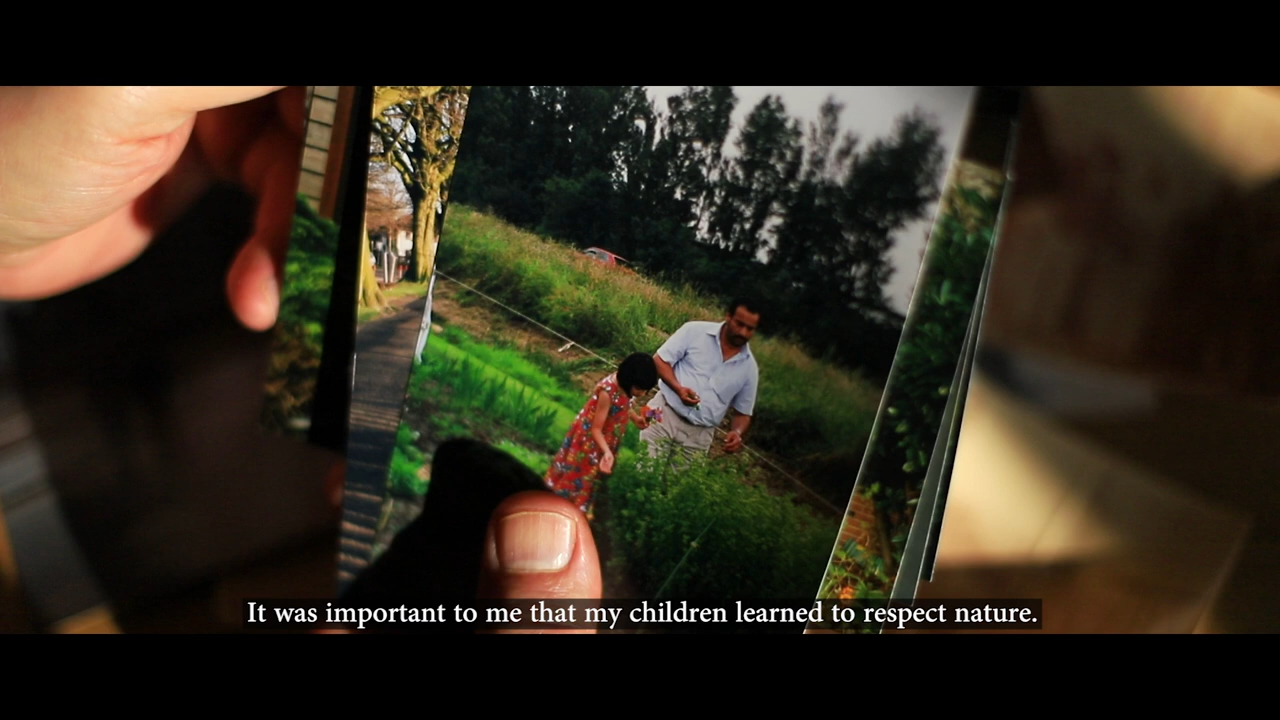 It was important to me that my children learned to respect nature.